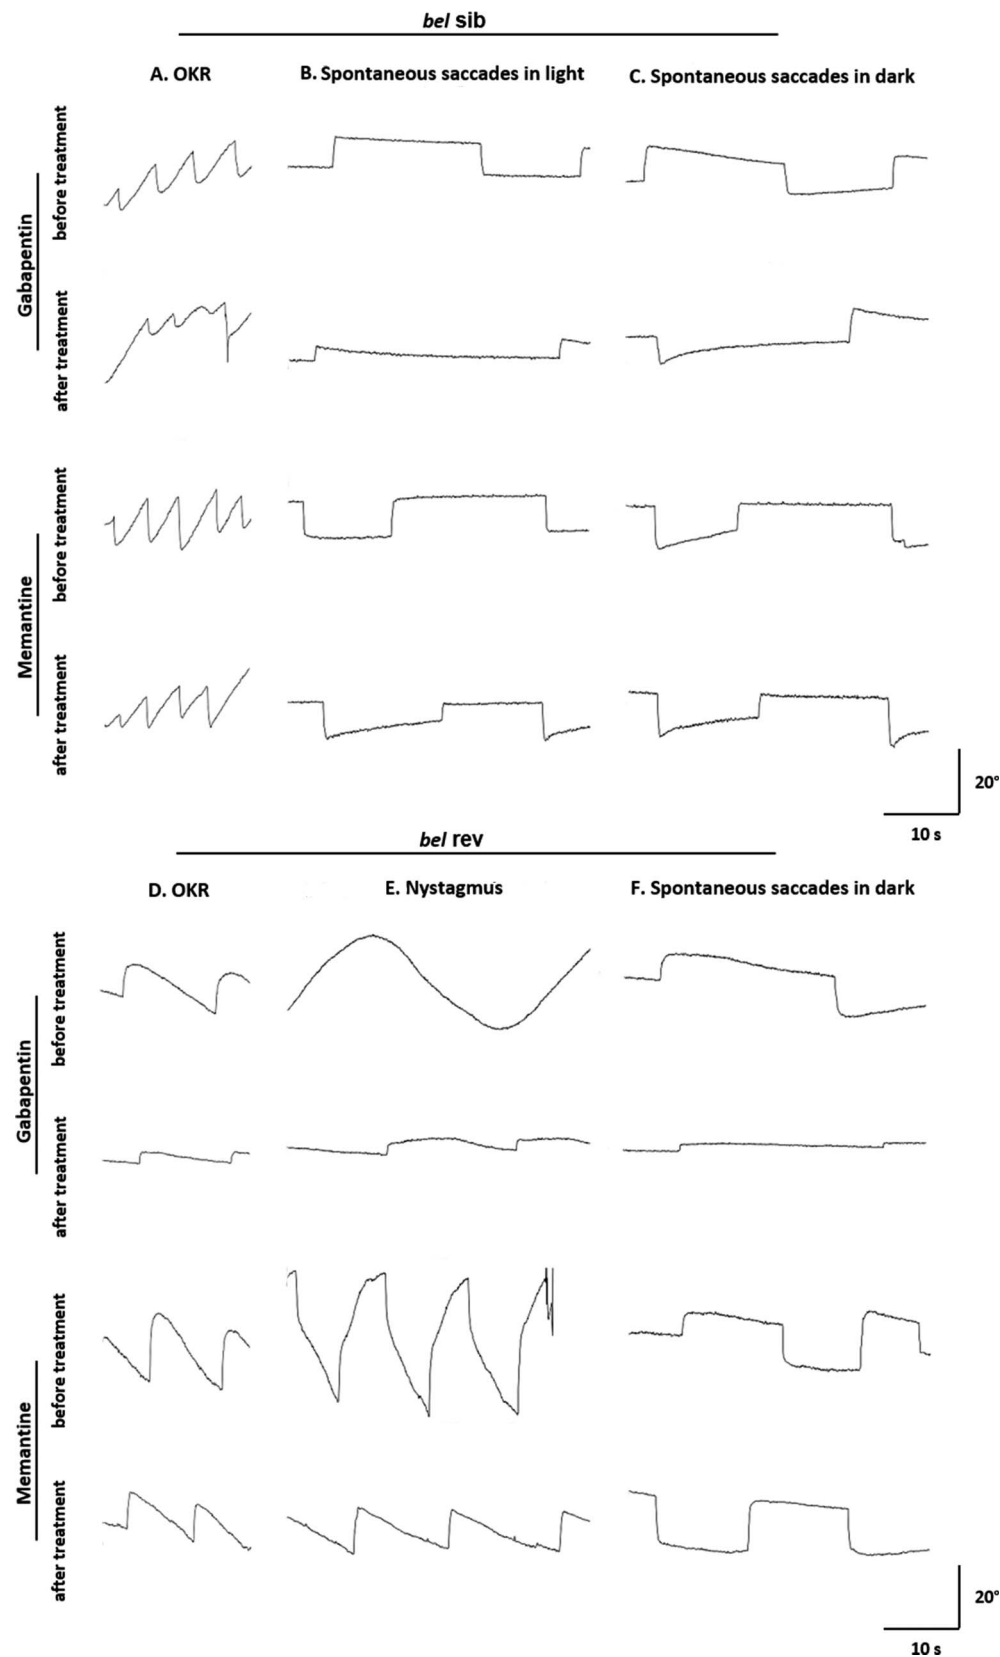 bel sib
A. OKR
B. Spontaneous saccades in light
C. Spontaneous saccades in dark
Gabapentin
before treatment
after treatment
Memantine
before treatment
after treatment
20°
10 s
bel rev
D. OKR
E. Nystagmus
F. Spontaneous saccades in dark
Gabapentin
before treatment
after treatment
Memantine
before treatment
after treatment
20°
10 s